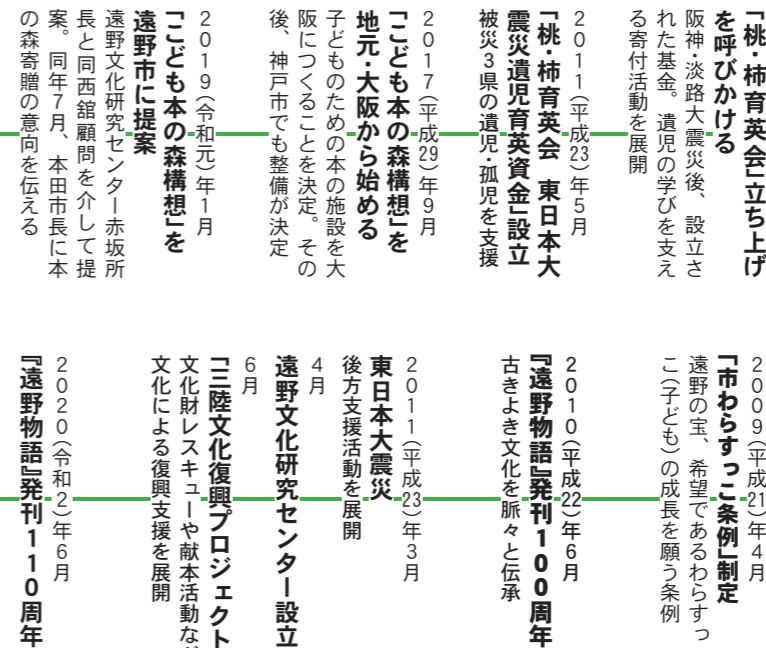 「桃・柿育英会」立ち上げ
を呼びかける
阪神・淡路大震災後、設立さ
れた基金。遺児の学びを支え
る寄付活動を展開
2011（平成23）年5月
「桃・柿育英会　東日本大
震災遺児育英資金」設立
被災3県の遺児・孤児を支援
2017（平成29）年9月
「こども本の森構想」を
地元・大阪から始める
子どものための本の施設を大
阪につくることを決定。その
後、神戸市でも整備が決定
2019（令和元）年1月
「こども本の森構想」を
遠野市に提案
遠野文化研究センター赤坂所
長と同西舘顧問を介して提
案。同年7月、本田市長に本
の森寄贈の意向を伝える
2009（平成21）年4月
「市わらすっこ条例」制定
遠野の宝、希望であるわらすっ
こ（子ども）の成長を願う条例
2010（平成22）年6月
『遠野物語』発刊100周年
古きよき文化を脈々と伝承
2011（平成23）年3月
東日本大震災
後方支援活動を展開
4月
遠野文化研究センター設立
6月
「三陸文化復興プロジェクト
文化財レスキューや献本活動など
文化による復興支援を展開
2020（令和2）年6月
『遠野物語』発刊110周年